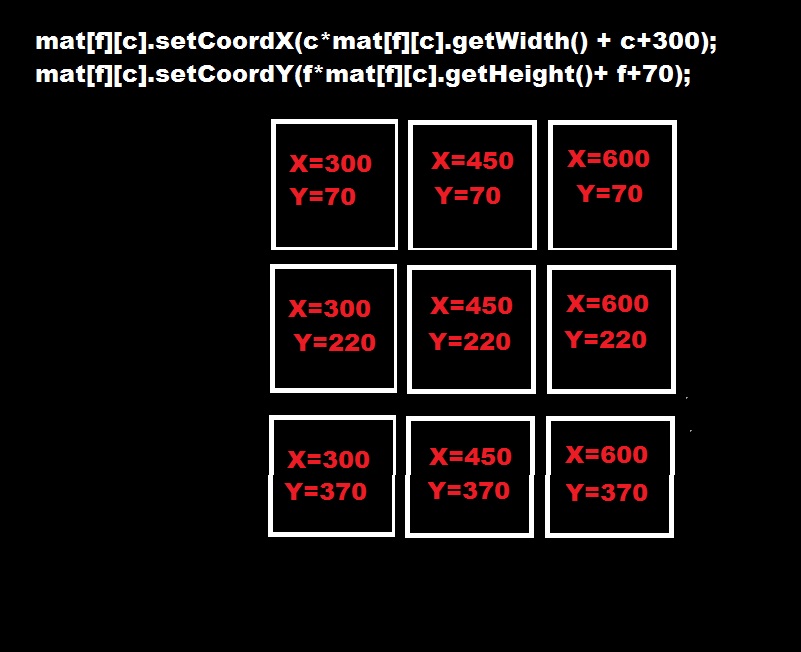 mat[f][c].setCoordX(c*mat[f][c].getWidth() + c+300);
mat[f][c].setCoordY(f*mat[f][c].getHeight()+ f+70);
X=300
Y=70
X=450
Y=70
X=600
Y=70
X=300
Y=220
X=450
Y=220
X=600
Y=220
X=300
Y=370
X=450
Y=370
X=600
Y=370